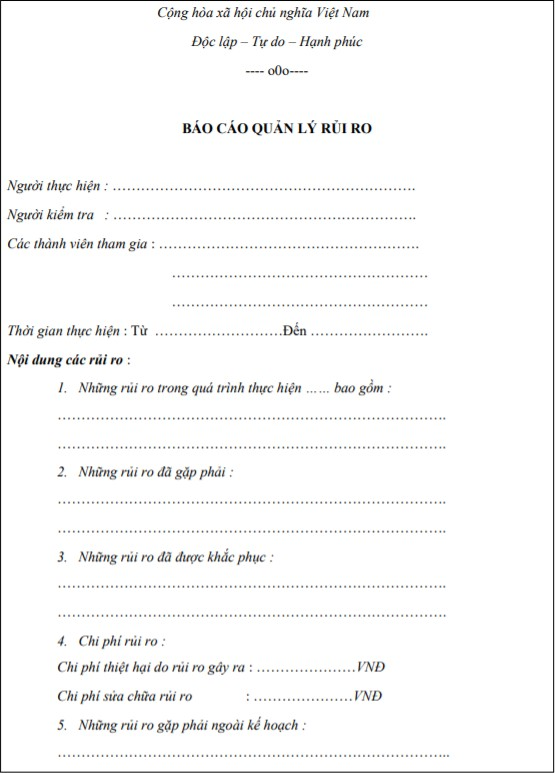 Cộng hòa xã hội chủ nghĩa Việt Nam
Độc lập – Tự do – Hạnh phúc
---- o0o----
BÁO CÁO QUẢN LÝ RỦI RO
Người thực hiện : ……………………………………………………….
Người kiểm tra : ……………………………………………………….
Các thành viên tham gia : ……………………………………………….
………………………………………………
………………………………………………
Thời gian thực hiện : Từ ………………………Đến …………………….
Nội dung các rủi ro :
1. Những rủi ro trong quá trình thực hiện …… bao gồm :
……………………………………………………………………….
……………………………………………………………………….
2. Những rủi ro đã gặp phải :
……………………………………………………………………….
……………………………………………………………………….
3. Những rủi ro đã được khắc phục :
……………………………………………………………………….
……………………………………………………………………….
4. Chi phí rủi ro :
Chi phí thiệt hại do rủi ro gây ra : …………………VNĐ
Chi phí sửa chữa rủi ro : …………………VNĐ
5. Những rủi ro gặp phải ngoài kế hoạch :
………………………………………………………………………..